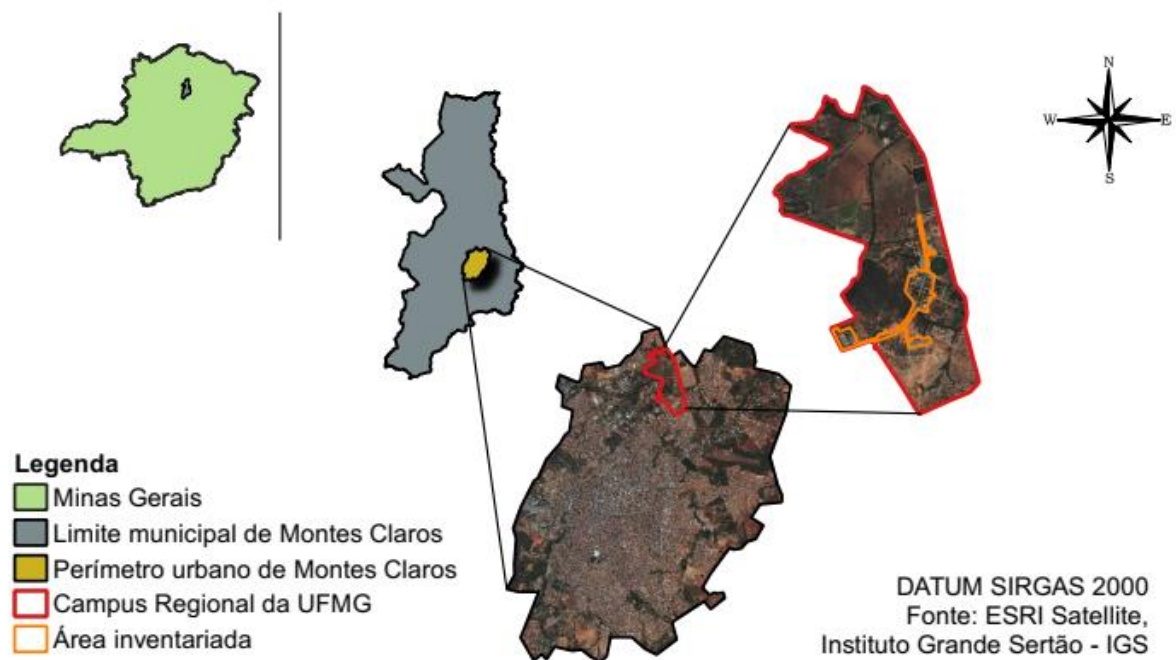 N
W
E
S
Legenda
Minas Gerais
Limite municipal de Montes Claros
Perímetro urbano de Montes Claros
Campus Regional da UFMG
Área inventariada
DATUM SIRGAS 2000
Fonte: ESRI Satellite,
Instituto Grande Sertão - IGS